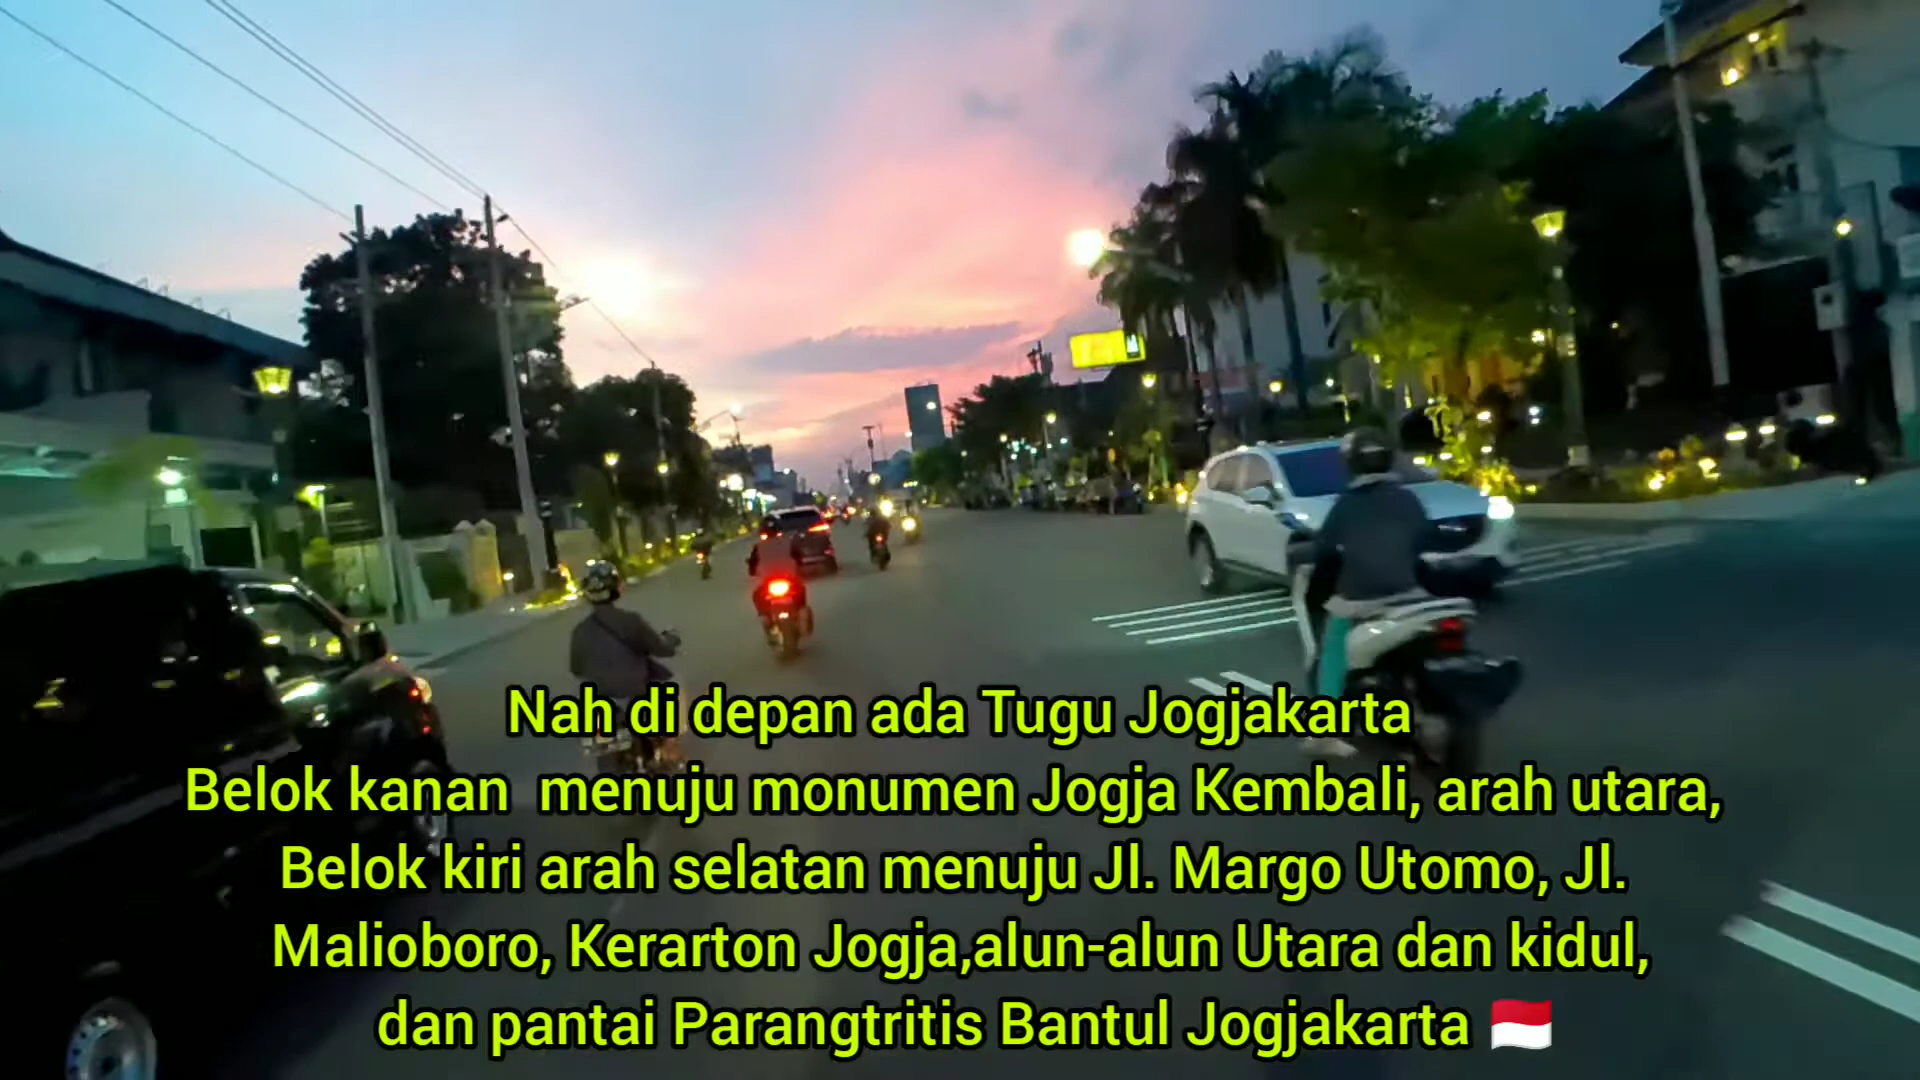 Nah di depan ada Tugu Jogjakarta
Belok kanan  menuju monumen Jogja Kembali, arah utara,
Belok kiri arah selatan menuju Jl. Margo Utomo, Jl.
Malioboro, Kerarton Jogja,alun-alun Utara dan kidul,
dan pantai Parangtritis Bantul Jogjakarta 🇮🇩